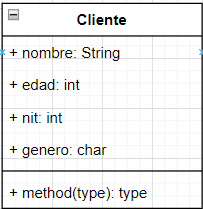 Cliente
+ nombre: String
+ edad: int
+ nit: int
+ genero: char
+ method(type): type